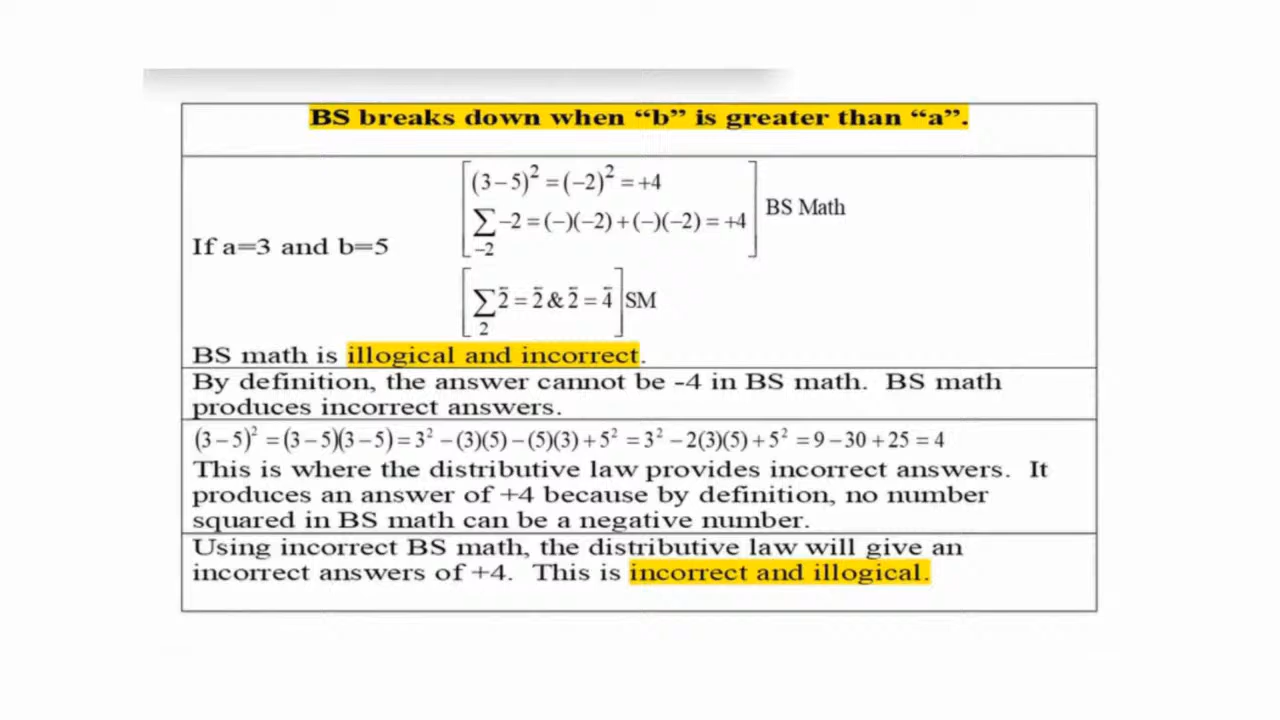 BS breaks down when “b” is greater than “a”.
(3−5)² = (−2)² = +4
∑−2 = (−)(−2) + (−)(−2) = +4
−2
BS Math
If a=3 and b=5
∑2̄ = 2̄ & 2̄ = 4̄
2
SM
BS math is illogical and incorrect.
By definition, the answer cannot be -4 in BS math. BS math
produces incorrect answers.
(3−5)² = (3−5)(3−5) = 3² −(3)(5)−(5)(3)+5² = 3² −2(3)(5)+5² = 9−30+25 = 4
This is where the distributive law provides incorrect answers. It
produces an answer of +4 because by definition, no number
squared in BS math can be a negative number.
Using incorrect BS math, the distributive law will give an
incorrect answers of +4. This is incorrect and illogical.